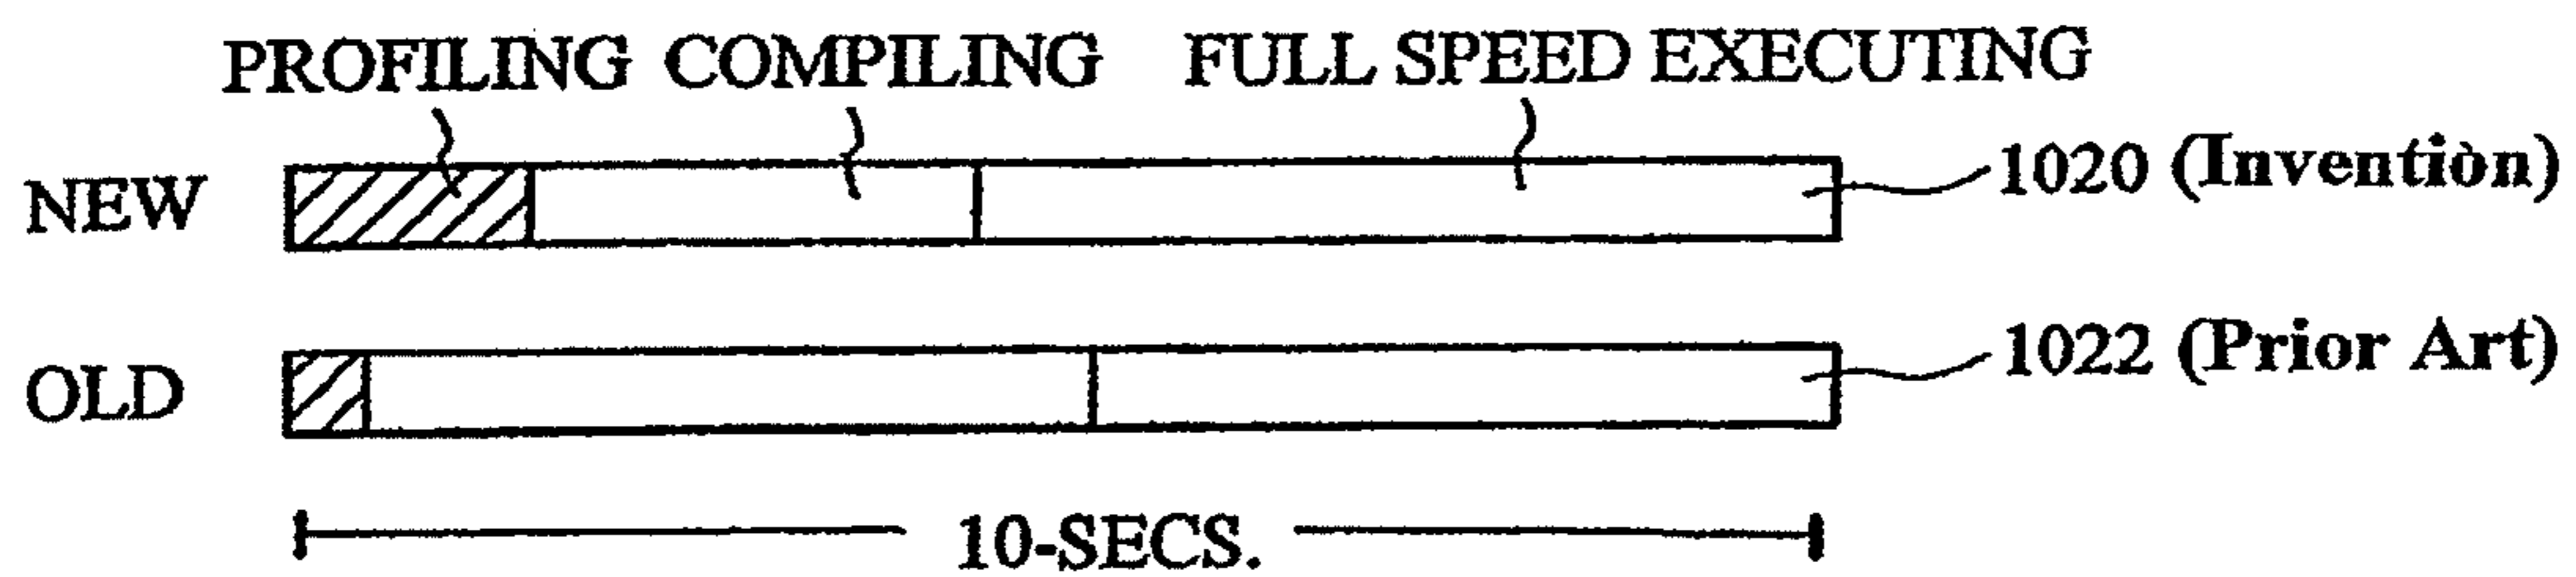 PROFILING COMPILING FULL SPEED EXECUTING
NEW 1020 (Invention)
OLD 1022 (Prior Art)
10-SECS.